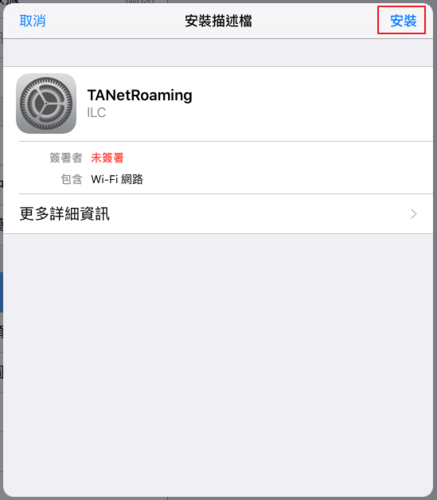 取消 安裝描述檔 安裝
TANetRoaming
ILC
簽署者 未簽署
包含 Wi-Fi 網路
更多詳細資訊